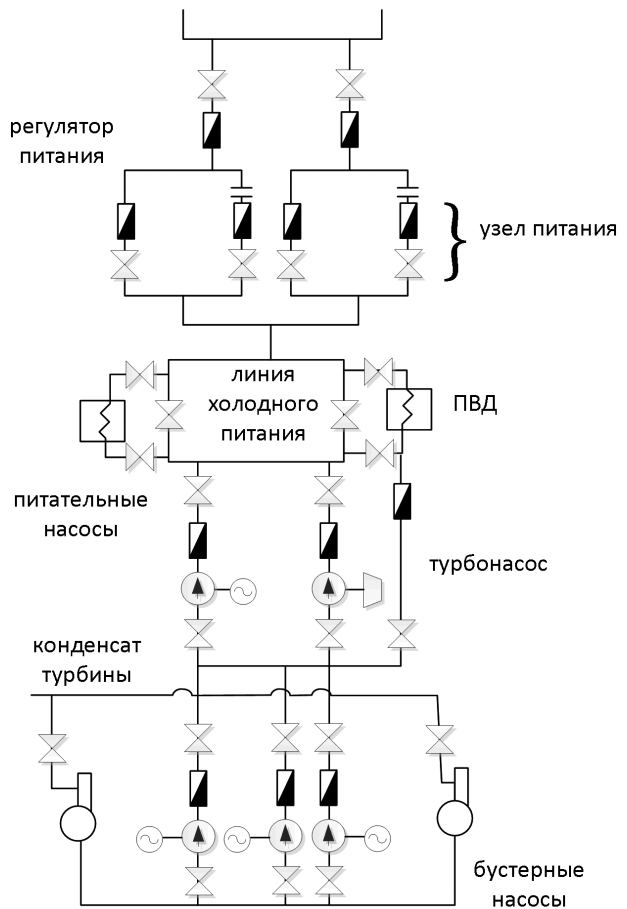 регулятор
питания
узел питания
линия
холодного
питания
ПВД
питательные
насосы
турбонасос
конденсат
турбины
бустерные
насосы